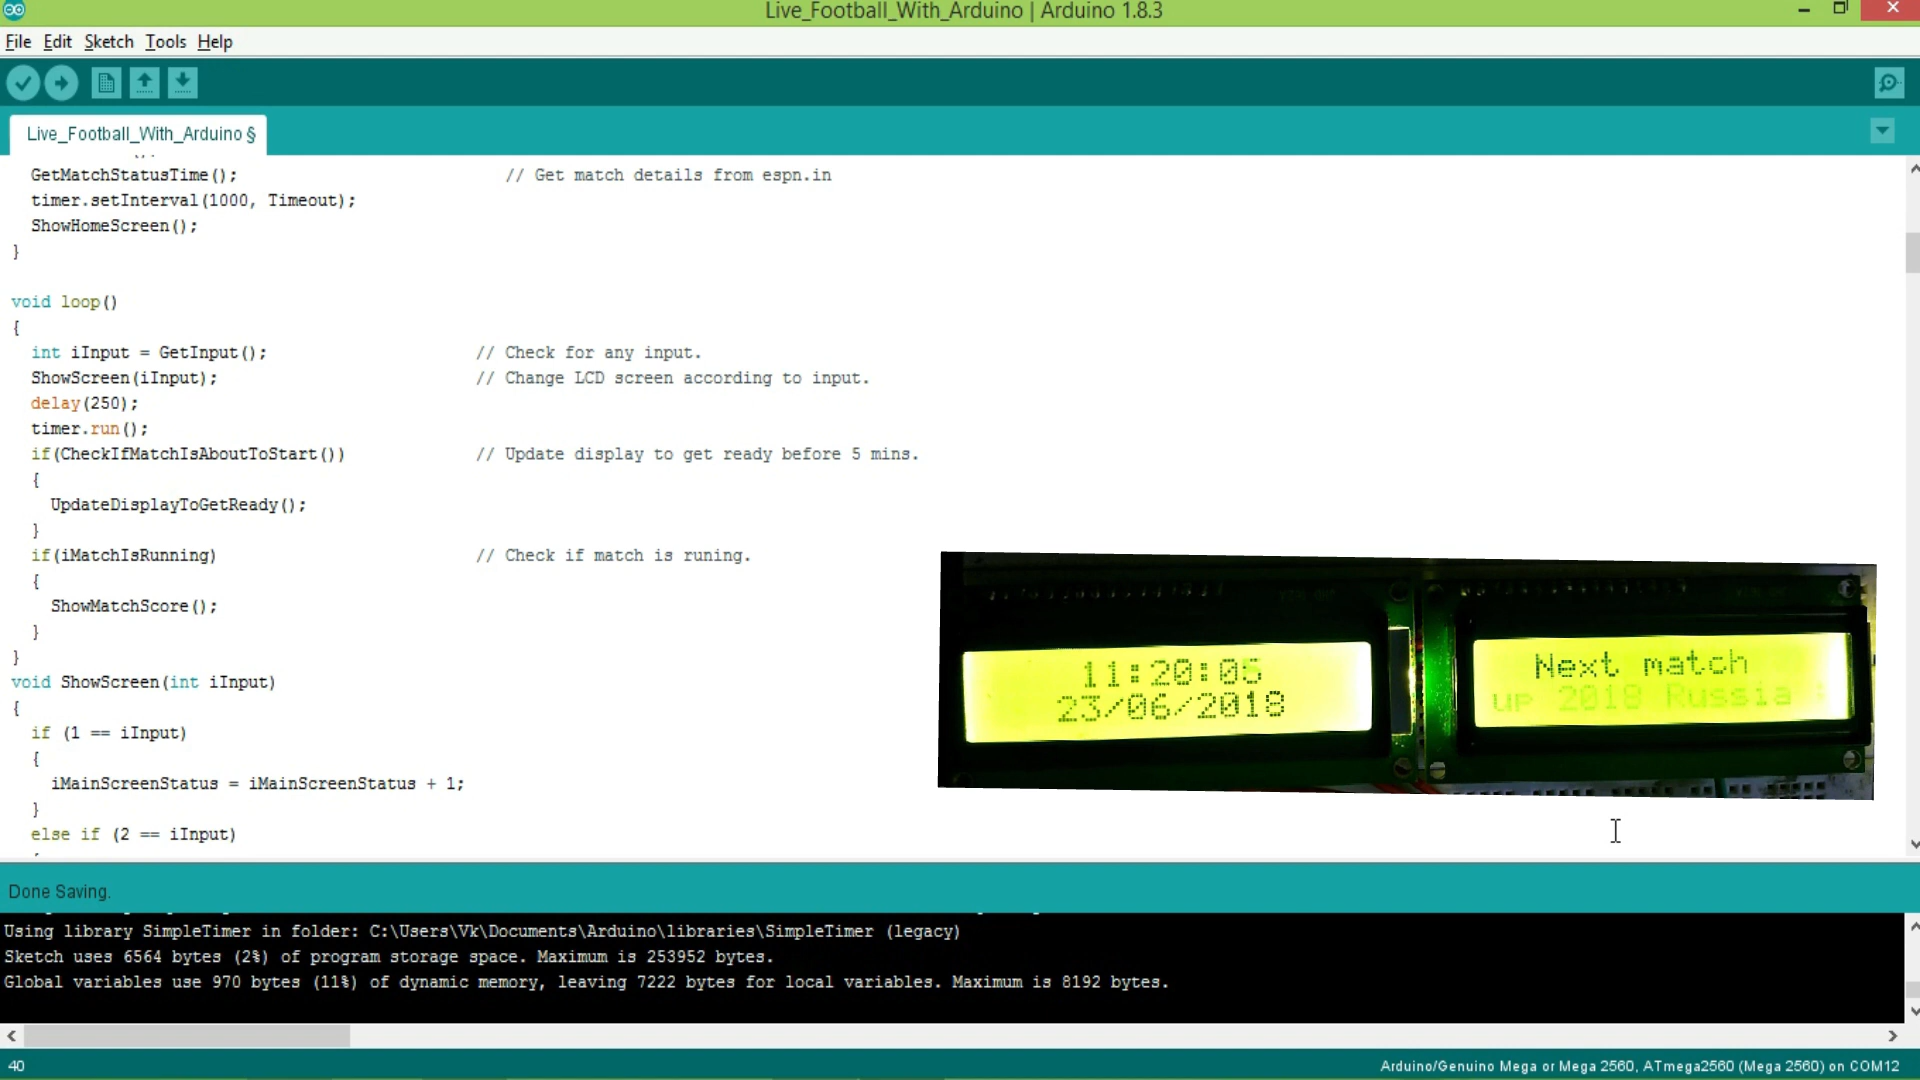 Live_Football_With_Arduino | Arduino 1.8.3
File Edit Sketch Tools Help
Live_Football_With_Arduino §
GetMatchStatusTime(); // Get match details from espn.in
timer.setInterval(1000, Timeout);
ShowHomeScreen();
}
void loop()
{
int iInput = GetInput(); // Check for any input.
ShowScreen(iInput); // Change LCD screen according to input.
delay(250);
timer.run();
if(CheckIfMatchIsAboutToStart()) // Update display to get ready before 5 mins.
{
UpdateDisplayToGetReady();
}
if(iMatchIsRunning) // Check if match is runing.
{
ShowMatchScore();
}
}
void ShowScreen(int iInput)
{
if (1 == iInput)
{
iMainScreenStatus = iMainScreenStatus + 1;
}
else if (2 == iInput)
11:20:05
23/06/2018
Next match
up 2018 Russia
Done Saving.
Using library SimpleTimer in folder: C:\Users\Vk\Documents\Arduino\libraries\SimpleTimer (legacy)
Sketch uses 6564 bytes (2%) of program storage space. Maximum is 253952 bytes.
Global variables use 970 bytes (11%) of dynamic memory, leaving 7222 bytes for local variables. Maximum is 8192 bytes.
40
Arduino/Genuino Mega or Mega 2560, ATmega2560 (Mega 2560) on COM12